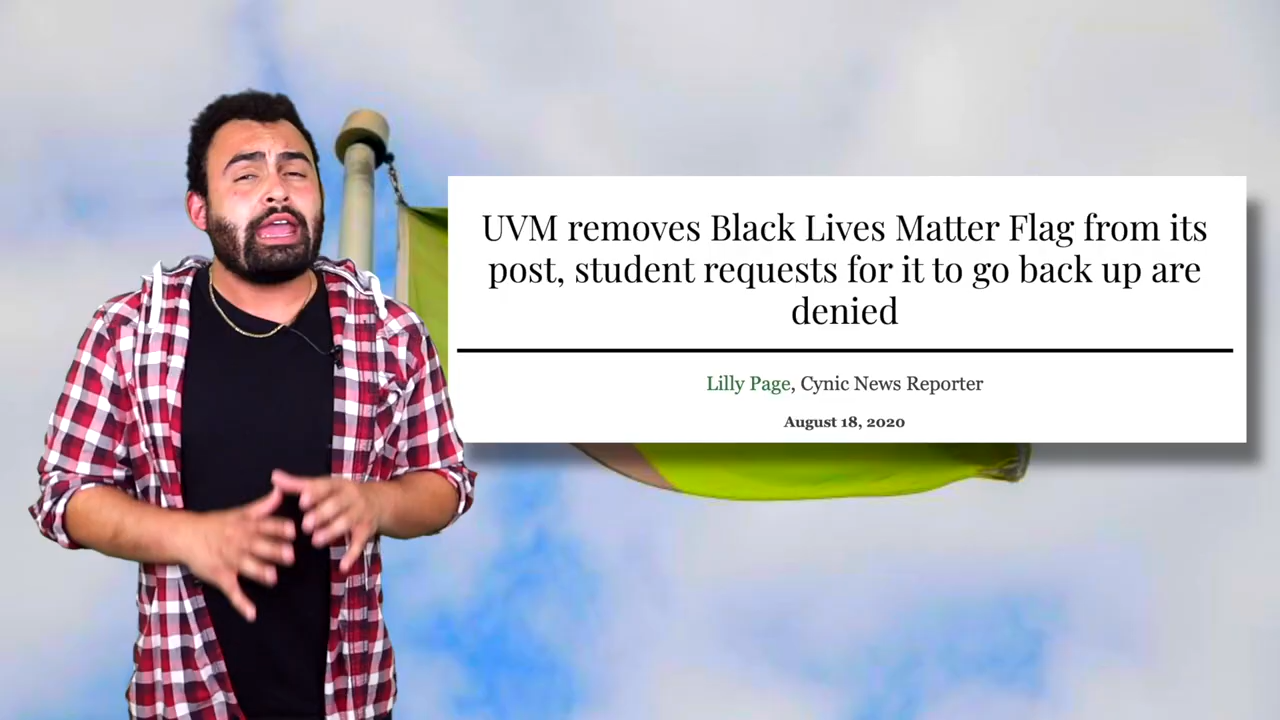 UVM removes Black Lives Matter Flag from its
post, student requests for it to go back up are
denied
Lilly Page, Cynic News Reporter
August 18, 2020